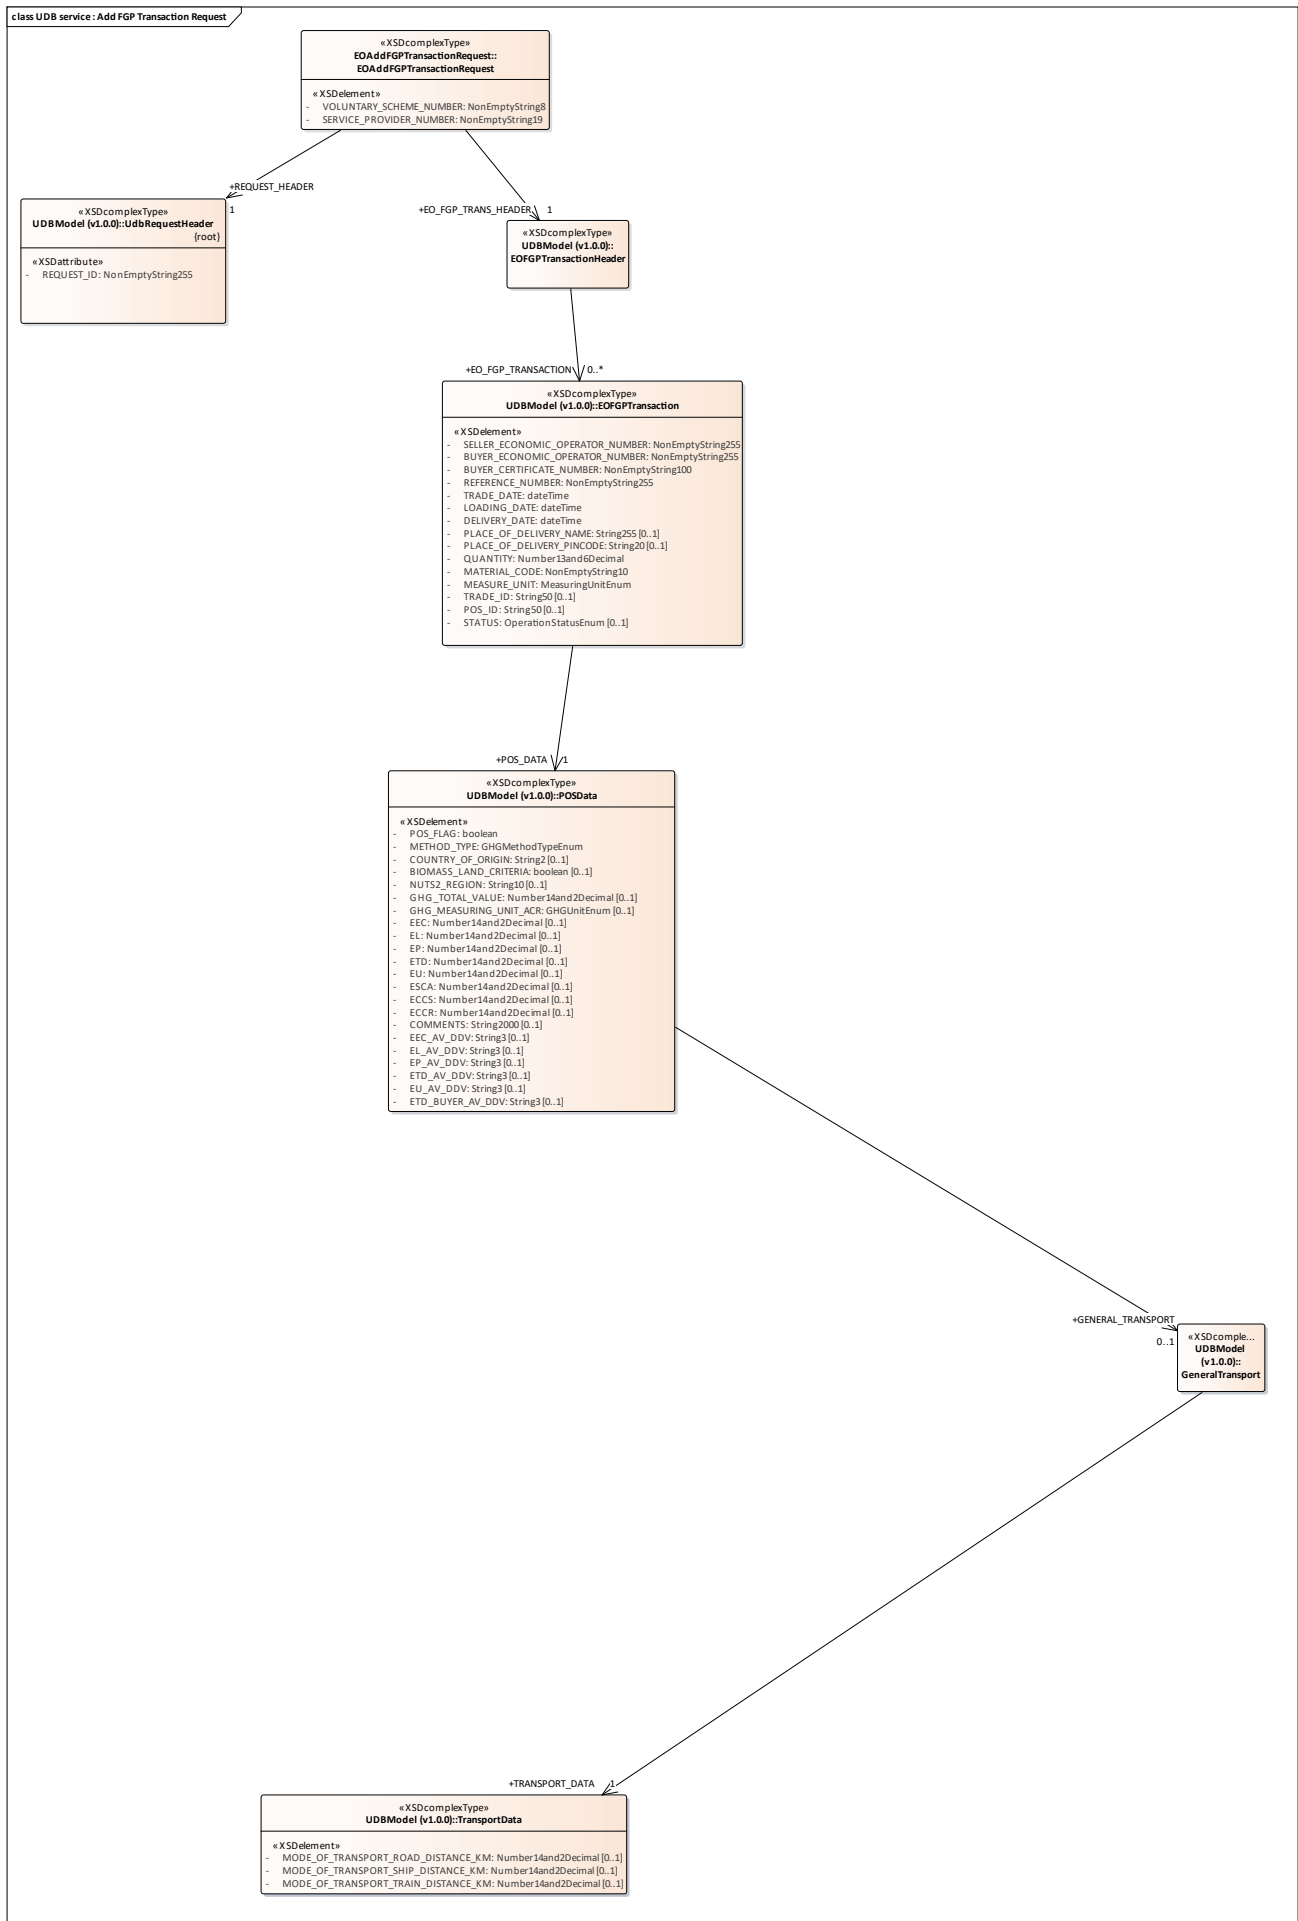 class UDB service : Add FGP Transaction Request
«XSDcomplexType»
EOAddFGPTransactionRequest::
EOAddFGPTransactionRequest
«XSDelement»
- VOLUNTARY_SCHEME_NUMBER: NonEmptyString8
- SERVICE_PROVIDER_NUMBER: NonEmptyString19
+REQUEST_HEADER
1
«XSDcomplexType»
UDBModel (v1.0.0)::UdbRequestHeader
{root}
«XSDattribute»
- REQUEST_ID: NonEmptyString255
+EO_FGP_TRANS_HEADER
1
«XSDcomplexType»
UDBModel (v1.0.0)::
EOFGPTransactionHeader
+EO_FGP_TRANSACTION
0..*
«XSDcomplexType»
UDBModel (v1.0.0)::EOFGPTransaction
«XSDelement»
- SELLER_ECONOMIC_OPERATOR_NUMBER: NonEmptyString255
- BUYER_ECONOMIC_OPERATOR_NUMBER: NonEmptyString255
- BUYER_CERTIFICATE_NUMBER: NonEmptyString100
- REFERENCE_NUMBER: NonEmptyString255
- TRADE_DATE: dateTime
- LOADING_DATE: dateTime
- DELIVERY_DATE: dateTime
- PLACE_OF_DELIVERY_NAME: String255 [0..1]
- PLACE_OF_DELIVERY_PINCODE: String20 [0..1]
- QUANTITY: Number13and6Decimal
- MATERIAL_CODE: NonEmptyString10
- MEASURE_UNIT: MeasuringUnitEnum
- TRADE_ID: String50 [0..1]
- POS_ID: String50 [0..1]
- STATUS: OperationStatusEnum [0..1]
+POS_DATA
1
«XSDcomplexType»
UDBModel (v1.0.0)::POSData
«XSDelement»
- POS_FLAG: boolean
- METHOD_TYPE: GHGMethodTypeEnum
- COUNTRY_OF_ORIGIN: String2 [0..1]
- BIOMASS_LAND_CRITERIA: boolean [0..1]
- NUTS2_REGION: String10 [0..1]
- GHG_TOTAL_VALUE: Number14and2Decimal [0..1]
- GHG_MEASURING_UNIT_ACR: GHGUnitEnum [0..1]
- EEC: Number14and2Decimal [0..1]
- EL: Number14and2Decimal [0..1]
- EP: Number14and2Decimal [0..1]
- ETD: Number14and2Decimal [0..1]
- EU: Number14and2Decimal [0..1]
- ESCA: Number14and2Decimal [0..1]
- ECCS: Number14and2Decimal [0..1]
- ECCR: Number14and2Decimal [0..1]
- COMMENTS: String2000 [0..1]
- EEC_AV_DDV: String3 [0..1]
- EL_AV_DDV: String3 [0..1]
- EP_AV_DDV: String3 [0..1]
- ETD_AV_DDV: String3 [0..1]
- EU_AV_DDV: String3 [0..1]
- ETD_BUYER_AV_DDV: String3 [0..1]
+GENERAL_TRANSPORT
0..1
«XSDcomple...
UDBModel
(v1.0.0)::
GeneralTransport
+TRANSPORT_DATA
1
«XSDcomplexType»
UDBModel (v1.0.0)::TransportData
«XSDelement»
- MODE_OF_TRANSPORT_ROAD_DISTANCE_KM: Number14and2Decimal [0..1]
- MODE_OF_TRANSPORT_SHIP_DISTANCE_KM: Number14and2Decimal [0..1]
- MODE_OF_TRANSPORT_TRAIN_DISTANCE_KM: Number14and2Decimal [0..1]